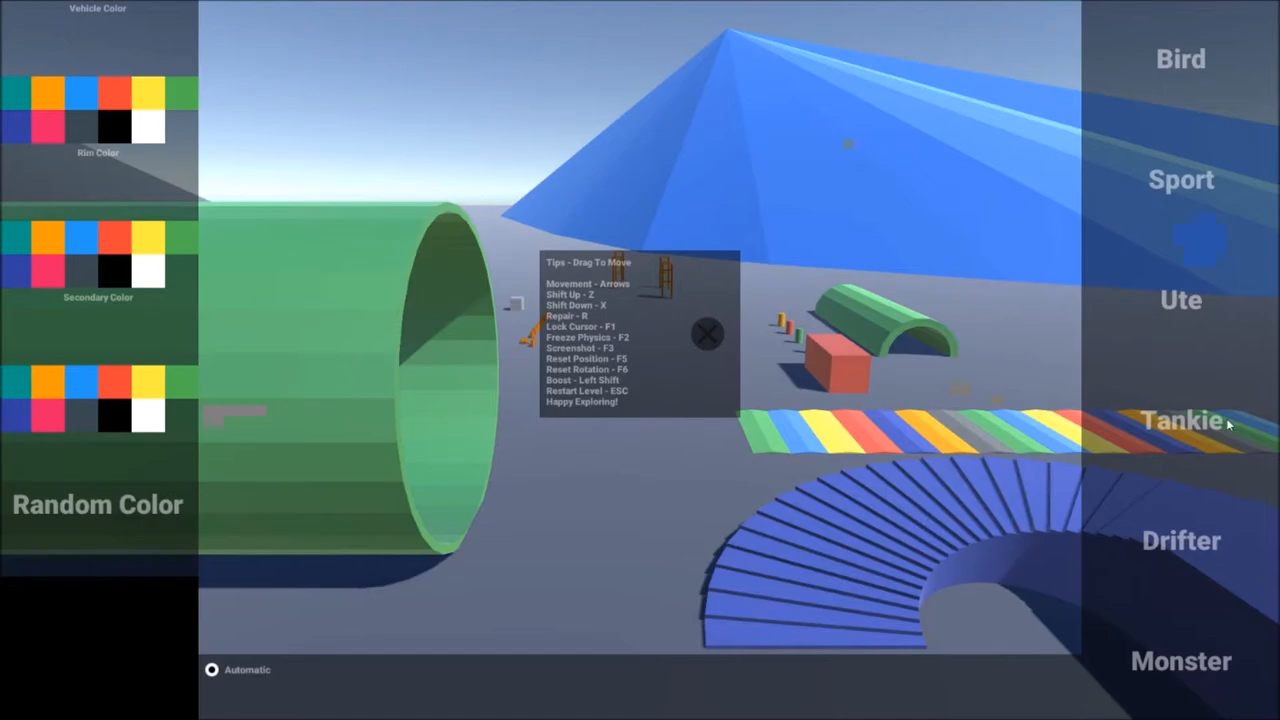 Vehicle Color
Rim Color
Secondary Color
Random Color
Tips - Drag To Move
Movement - Arrows
Shift Up - Z
Shift Down - X
Repair - R
Lock Cursor - F1
Freeze Physics - F2
Screenshot - F3
Reset Position - F5
Reset Rotation - F6
Boost - Left Shift
Restart Level - ESC
Happy Exploring!
Automatic
Bird
Sport
Ute
Tankie
Drifter
Monster